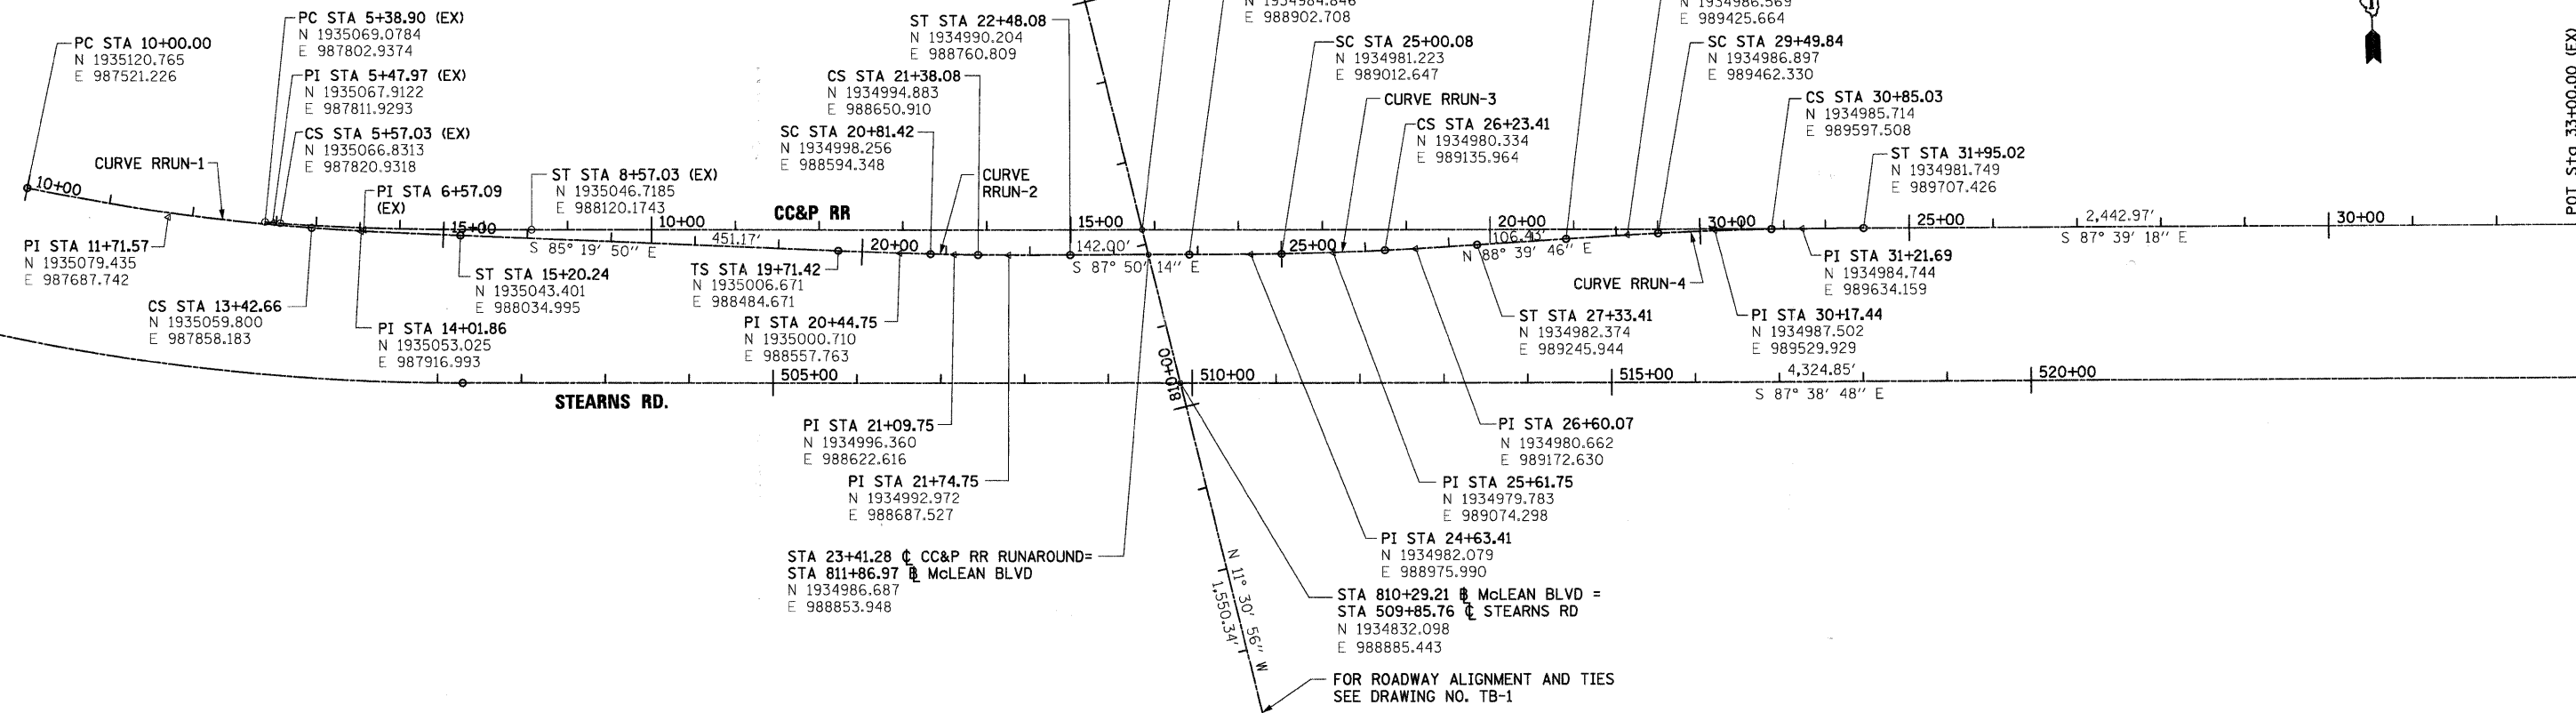 PC STA 10+00.00
N 1935120.765
E 987521.226
PC STA 5+38.90 (EX)
N 1935069.0784
E 987802.9374
PI STA 5+47.97 (EX)
N 1935067.9122
E 987811.9293
CS STA 5+57.03 (EX)
N 1935066.8313
E 987820.9318
CURVE RRUN-1
PI STA 6+57.09
(EX)
ST STA 8+57.03 (EX)
N 1935046.7185
E 988120.1743
ST STA 22+48.08
N 1934990.204
E 988760.809
CS STA 21+38.08
N 1934994.883
E 988650.910
SC STA 20+81.42
N 1934998.256
E 988594.348
CURVE
RRUN-2
CC&P RR
E 988902.708
SC STA 25+00.08
N 1934981.223
E 989012.647
CURVE RRUN-3
CS STA 26+23.41
N 1934980.334
E 989135.964
N 1934986.569
E 989425.664
SC STA 29+49.84
N 1934986.897
E 989462.330
CS STA 30+85.03
N 1934985.714
E 989597.508
ST STA 31+95.02
N 1934981.749
E 989707.426
POT Sta 33+00.00 (EX)
10+00
15+00
10+00
S 85° 19' 50" E
451.17'
20+00
15+00
142.00'
S 87° 50' 14" E
25+00
20+00
106.43'
N 88° 39' 46" E
30+00
25+00
2,442.97'
S 87° 39' 18" E
30+00
PI STA 11+71.57
N 1935079.435
E 987687.742
CS STA 13+42.66
N 1935059.800
E 987858.183
PI STA 14+01.86
N 1935053.025
E 987916.993
ST STA 15+20.24
N 1935043.401
E 988034.995
TS STA 19+71.42
N 1935006.671
E 988484.671
PI STA 20+44.75
N 1935000.710
E 988557.763
CURVE RRUN-4
ST STA 27+33.41
N 1934982.374
E 989245.944
PI STA 30+17.44
N 1934987.502
E 989529.929
PI STA 31+21.69
N 1934984.744
E 989634.159
STEARNS RD.
505+00
810+00
510+00
515+00
4,324.85'
S 87° 38' 48" E
520+00
PI STA 21+09.75
N 1934996.360
E 988622.616
PI STA 21+74.75
N 1934992.972
E 988687.527
STA 23+41.28 ℄ CC&P RR RUNAROUND=
STA 811+86.97 B McLEAN BLVD
N 1934986.687
E 988853.948
PI STA 26+60.07
N 1934980.662
E 989172.630
PI STA 25+61.75
N 1934979.783
E 989074.298
PI STA 24+63.41
N 1934982.079
E 988975.990
STA 810+29.21 B McLEAN BLVD =
STA 509+85.76 ℄ STEARNS RD
N 1934832.098
E 988885.443
N 11° 30' 56" W
1,550.34'
FOR ROADWAY ALIGNMENT AND TIES
SEE DRAWING NO. TB-1